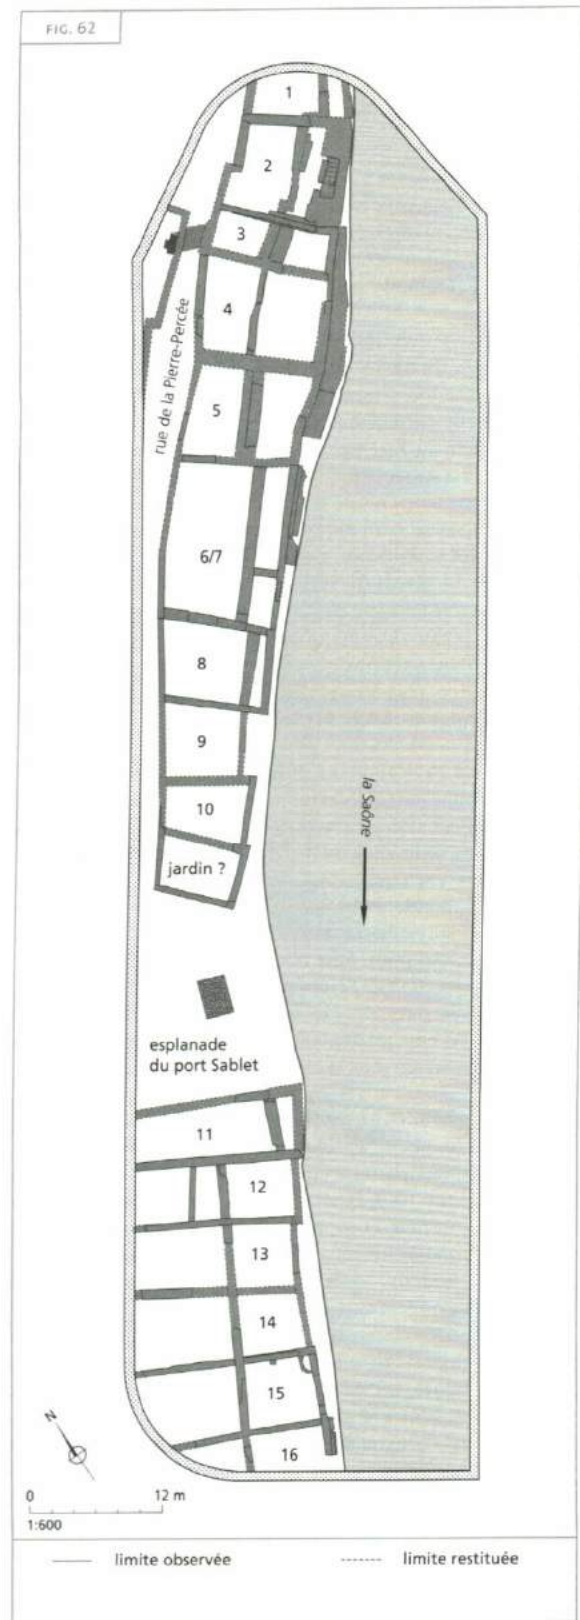 FIG. 62
1
2
3
4
rue de la Pierre-Percée
5
6/7
8
9
la Saône
10
jardin ?
esplanade
du port Sablet
11
12
13
14
15
16
N
0 12 m
1:600
limite observée limite restituée